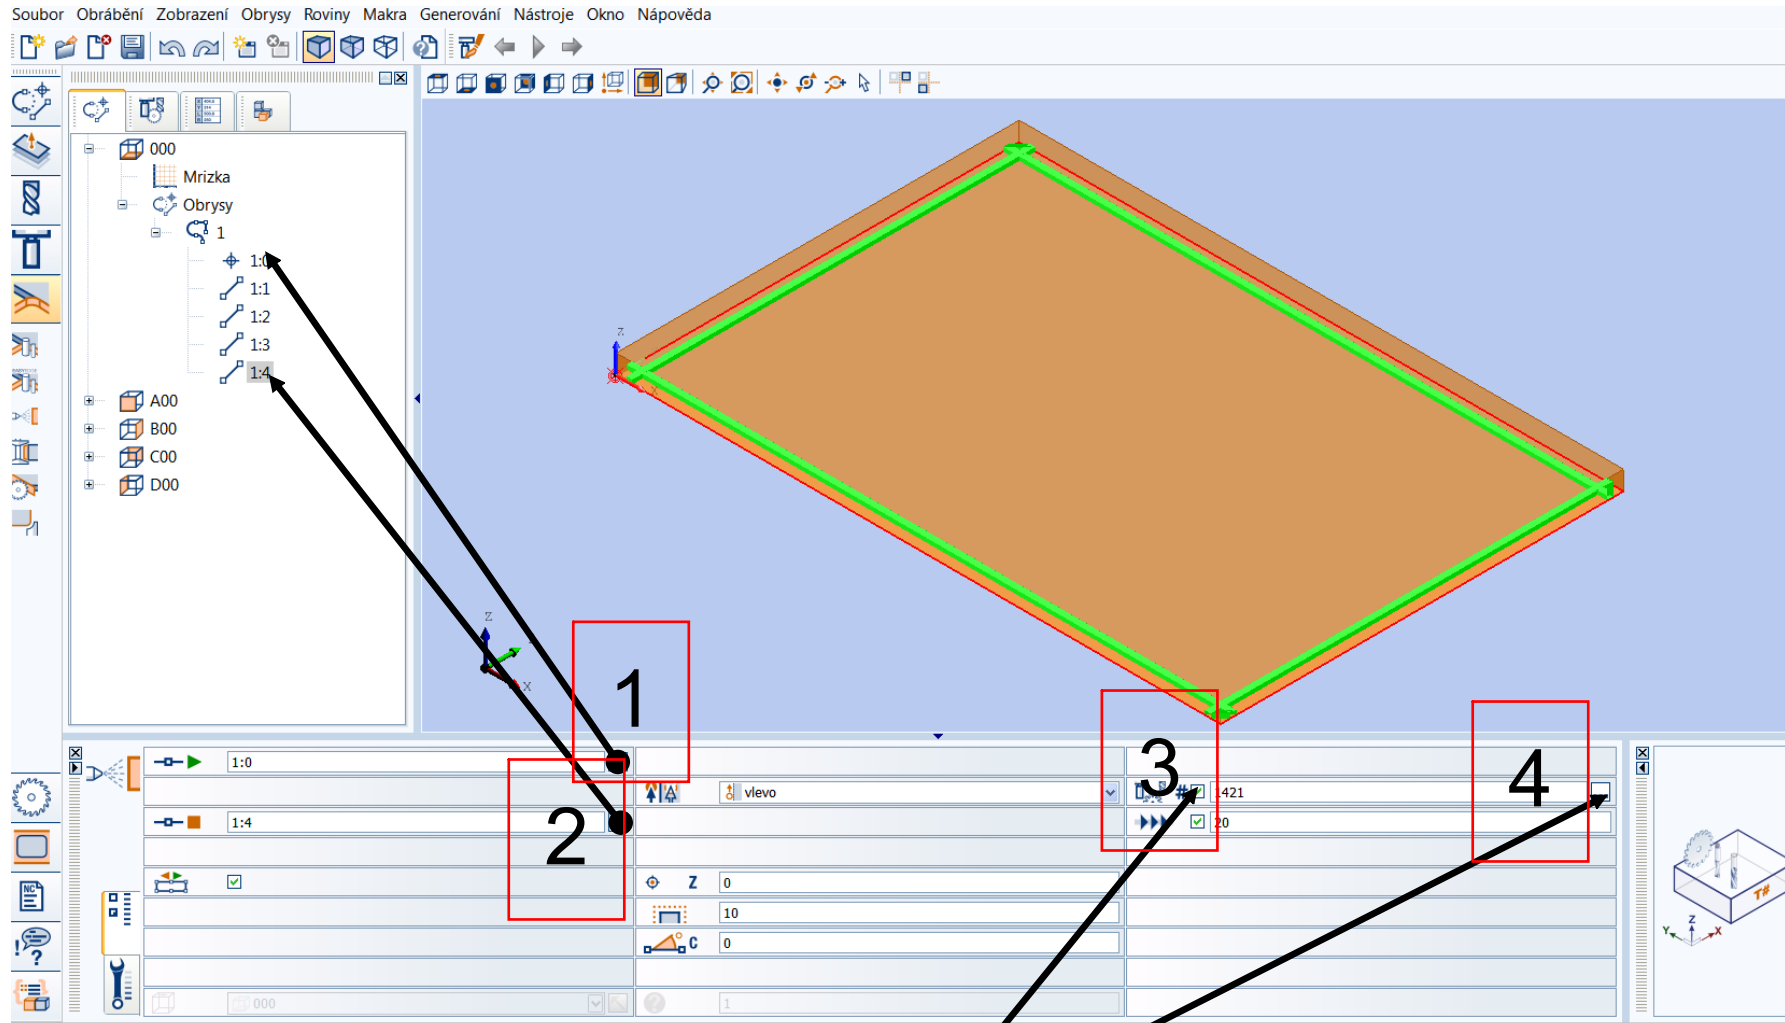 Soubor Obrábění Zobrazení Obrysy Roviny Makra Generování Nástroje Okno Nápověda
000
Mrizka
Obrysy
1
1:0
1:1
1:2
1:3
1:4
A00
B00
C00
D00
Z
X
Z
X
1
2
3
4
1:0
vlevo
# 1421
1:4
20
Z 0
10
C 0
000
1
NC
!?
T#
Z
Y X